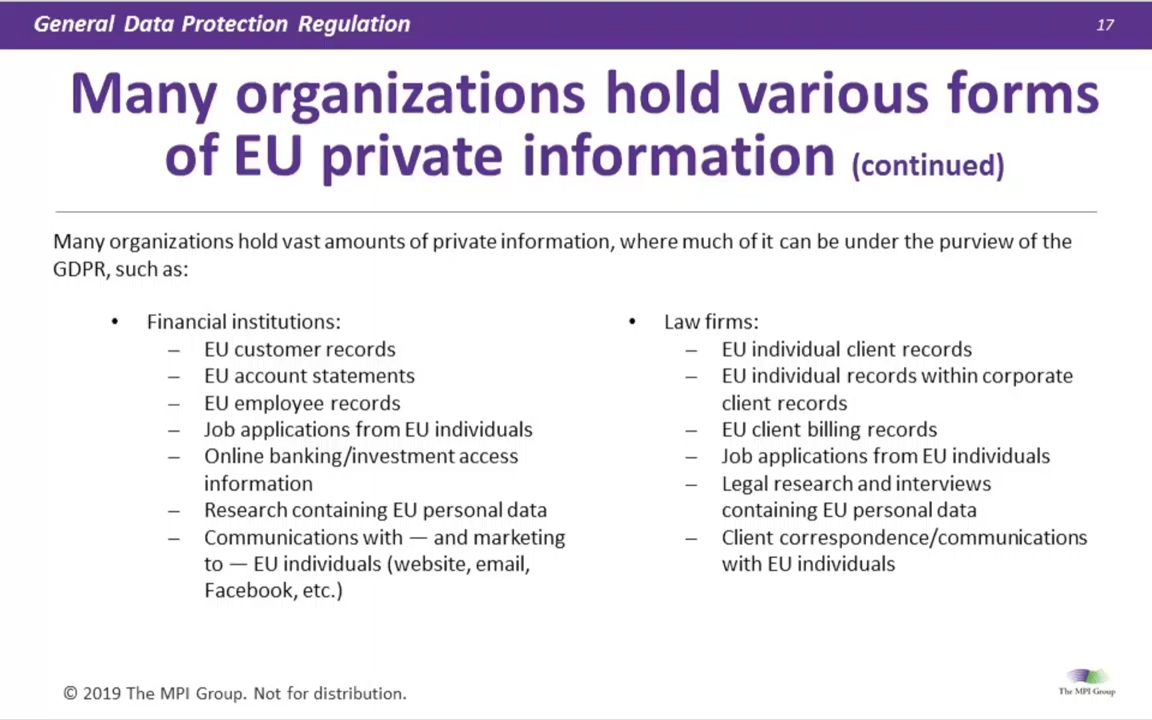 General Data Protection Regulation
17
Many organizations hold various forms
of EU private information (continued)
Many organizations hold vast amounts of private information, where much of it can be under the purview of the
GDPR, such as:
• Financial institutions:
– EU customer records
– EU account statements
– EU employee records
– Job applications from EU individuals
– Online banking/investment access
information
– Research containing EU personal data
– Communications with — and marketing
to — EU individuals (website, email,
Facebook, etc.)
• Law firms:
– EU individual client records
– EU individual records within corporate
client records
– EU client billing records
– Job applications from EU individuals
– Legal research and interviews
containing EU personal data
– Client correspondence/communications
with EU individuals
© 2019 The MPI Group. Not for distribution.
The MPI Group